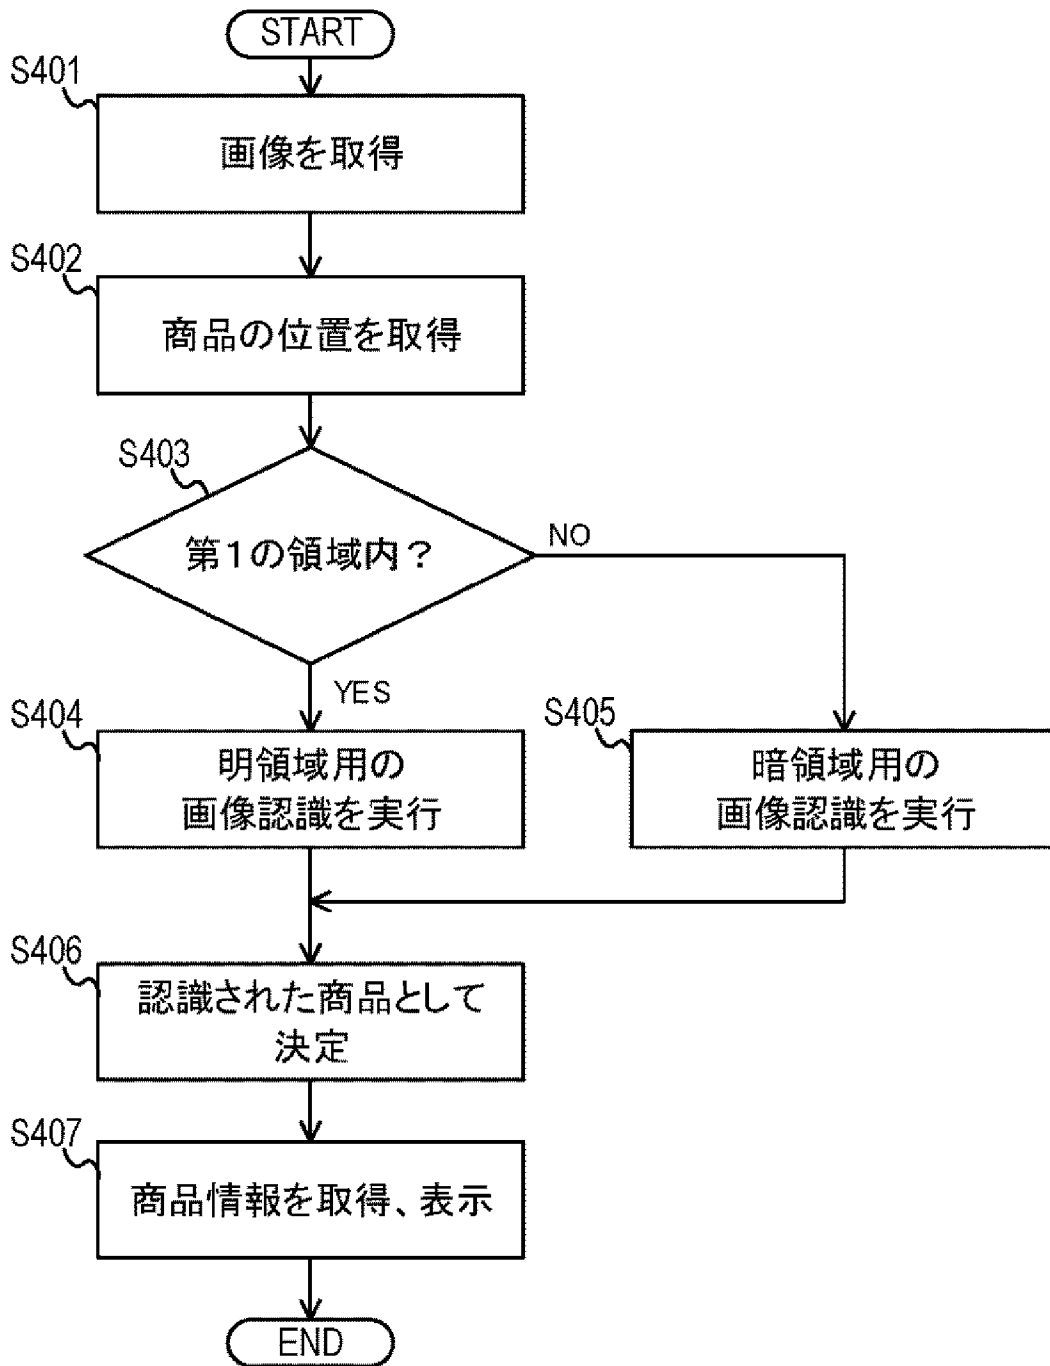 START
S401
画像を取得
S402
商品の位置を取得
S403
第1の領域内？
NO
YES
S404
明領域用の
画像認識を実行
S405
暗領域用の
画像認識を実行
S406
認識された商品として
決定
S407
商品情報を取得、表示
END